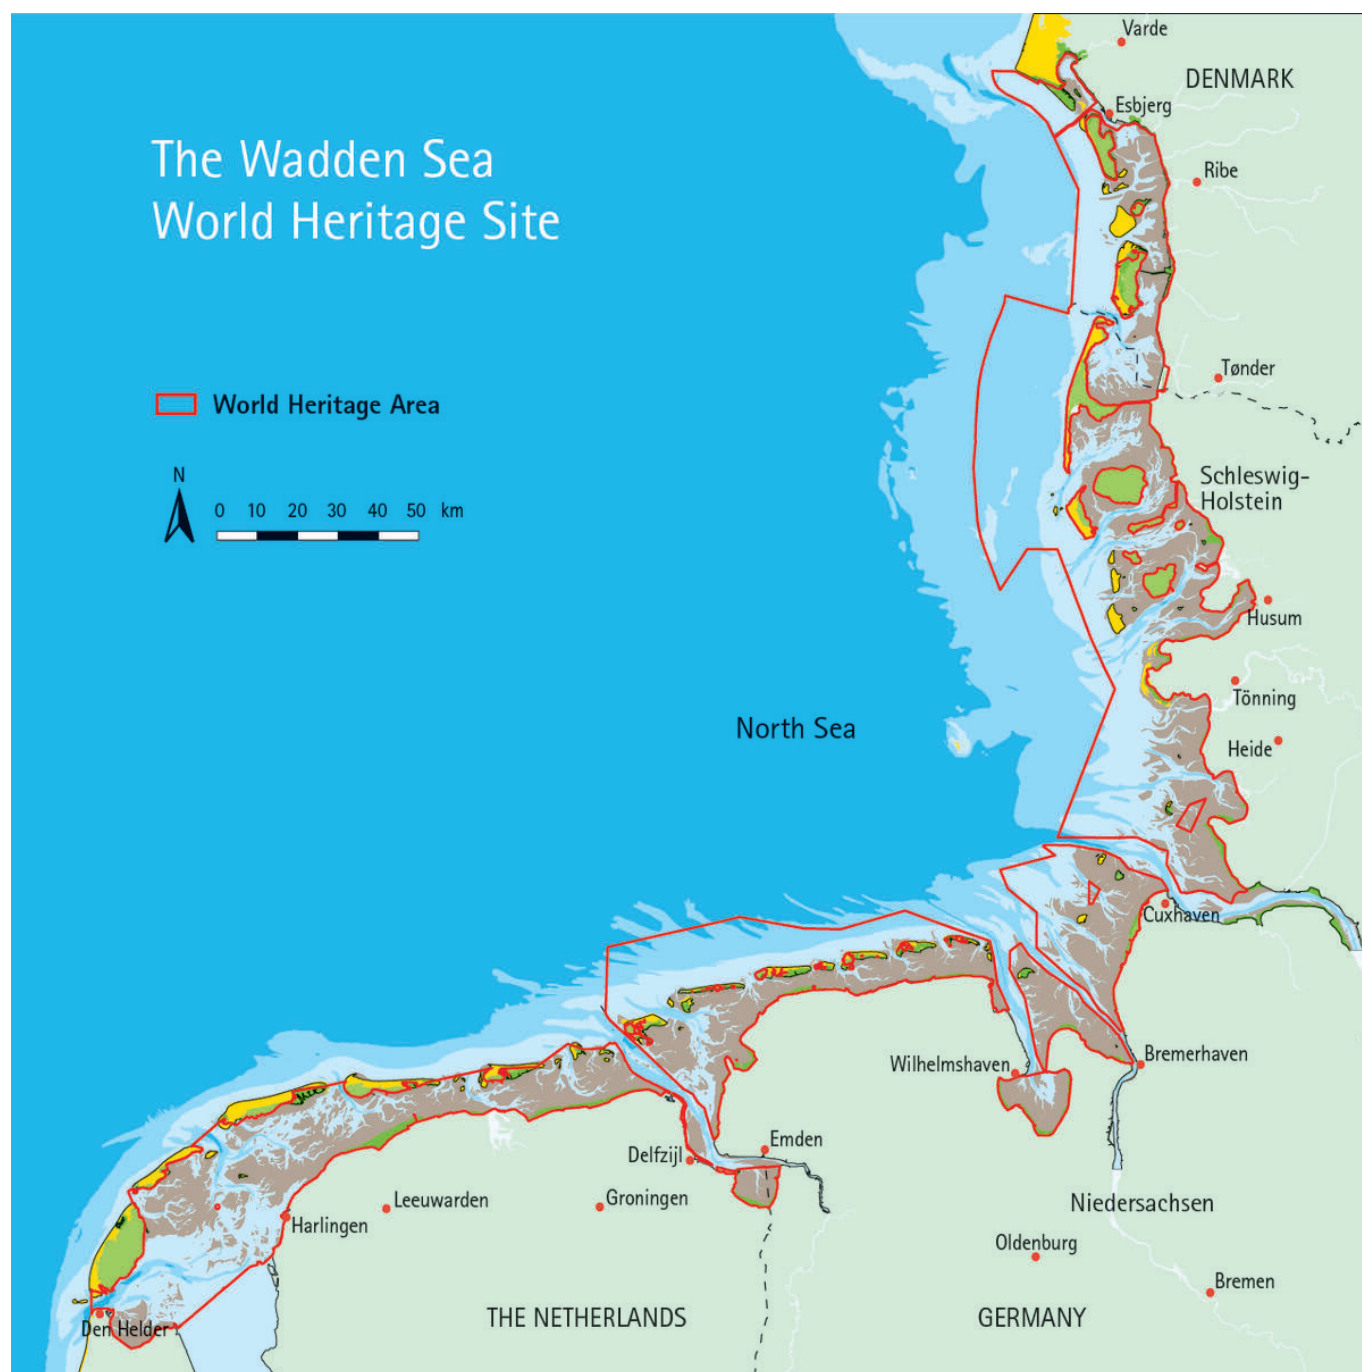 Varde
DENMARK
Esbjerg
The Wadden Sea
World Heritage Site
Ribe
Tønder
World Heritage Area
N
0 10 20 30 40 50 km
Schleswig-
Holstein
Husum
Tönning
North Sea
Heide
Cuxhaven
Wilhelmshaven
Bremerhaven
Emden
Delfzijl
Leeuwarden
Groningen
Niedersachsen
Harlingen
Oldenburg
Bremen
Den Helder
THE NETHERLANDS
GERMANY